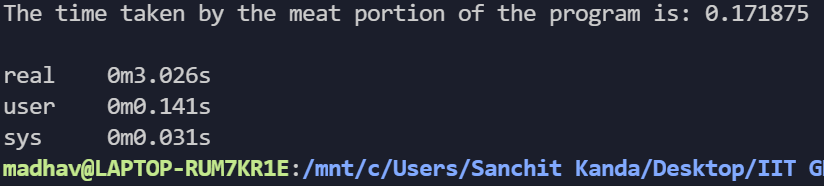 The time taken by the meat portion of the program is: 0.171875
real    0m3.026s
user    0m0.141s
sys     0m0.031s
madhav@LAPTOP-RUM7KR1E:/mnt/c/Users/Sanchit Kanda/Desktop/IIT